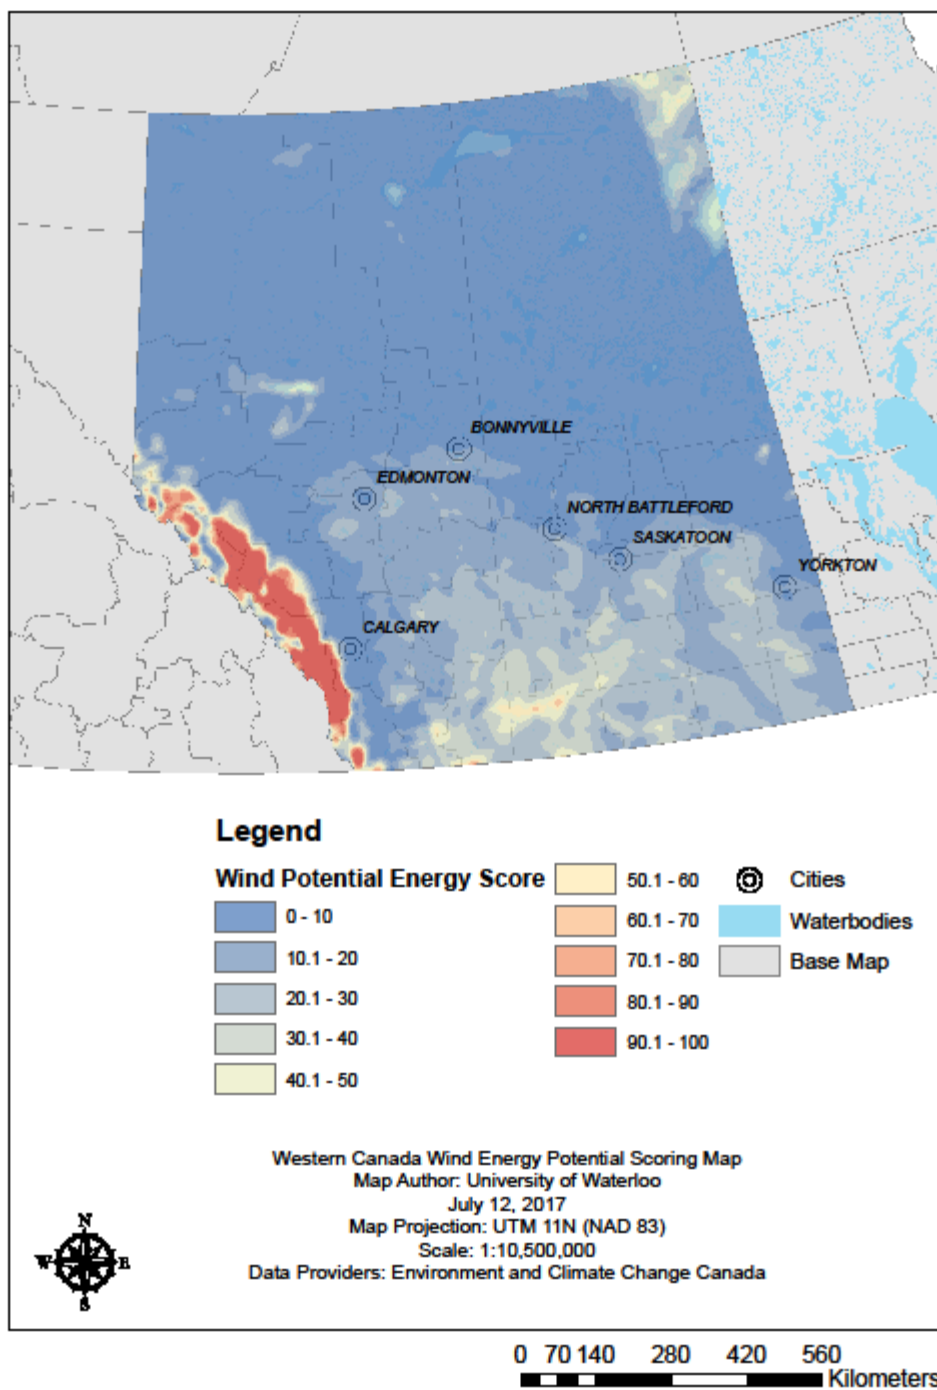 BONNYVILLE
EDMONTON
NORTH BATTLEFORD
SASKATOON
YORKTON
CALGARY
Legend
Wind Potential Energy Score
0 - 10
10.1 - 20
20.1 - 30
30.1 - 40
40.1 - 50
50.1 - 60
60.1 - 70
70.1 - 80
80.1 - 90
90.1 - 100
Cities
Waterbodies
Base Map
Western Canada Wind Energy Potential Scoring Map
Map Author: University of Waterloo
July 12, 2017
Map Projection: UTM 11N (NAD 83)
Scale: 1:10,500,000
Data Providers: Environment and Climate Change Canada
N
W E
S
0 70 140 280 420 560
Kilometers